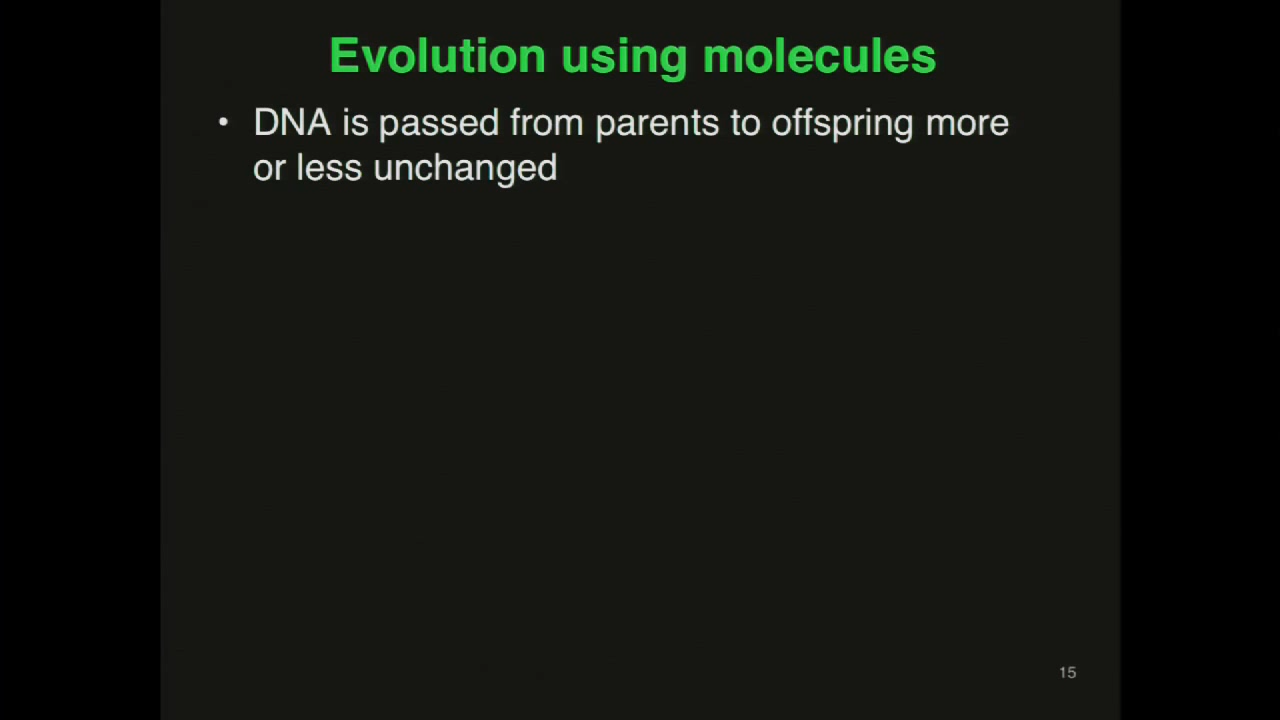 Evolution using molecules
• DNA is passed from parents to offspring more
or less unchanged
15